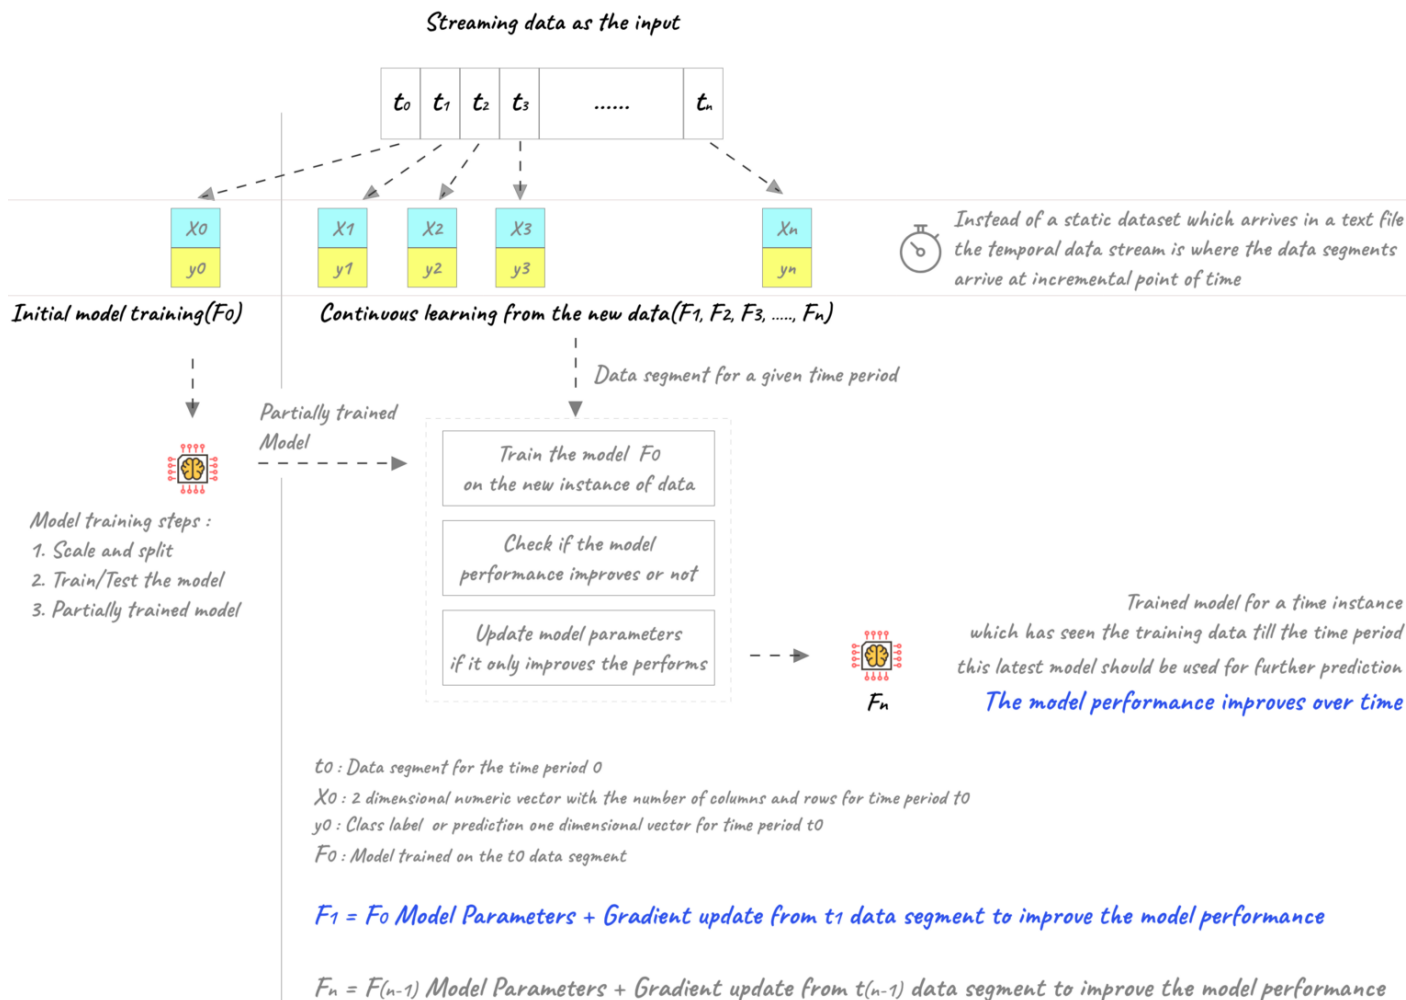 Streaming data as the input
t0 t1 t2 t3 ...... tn
X0 X1 X2 X3 Xn
y0 y1 y2 y3 yn
Instead of a static dataset which arrives in a text file
the temporal data stream is where the data segments
arrive at incremental point of time
Initial model training(F0)
Continuous learning from the new data(F1, F2, F3, ....., Fn)
Data segment for a given time period
Partially trained
Model
Train the model F0
on the new instance of data
Check if the model
performance improves or not
Update model parameters
if it only improves the performs
Model training steps :
1. Scale and split
2. Train/Test the model
3. Partially trained model
Fn
Trained model for a time instance
which has seen the training data till the time period
this latest model should be used for further prediction
The model performance improves over time
t0 : Data segment for the time period 0
X0 : 2 dimensional numeric vector with the number of columns and rows for time period t0
y0 : Class label or prediction one dimensional vector for time period t0
F0 : Model trained on the t0 data segment
F1 = F0 Model Parameters + Gradient update from t1 data segment to improve the model performance
Fn = F(n-1) Model Parameters + Gradient update from t(n-1) data segment to improve the model performance